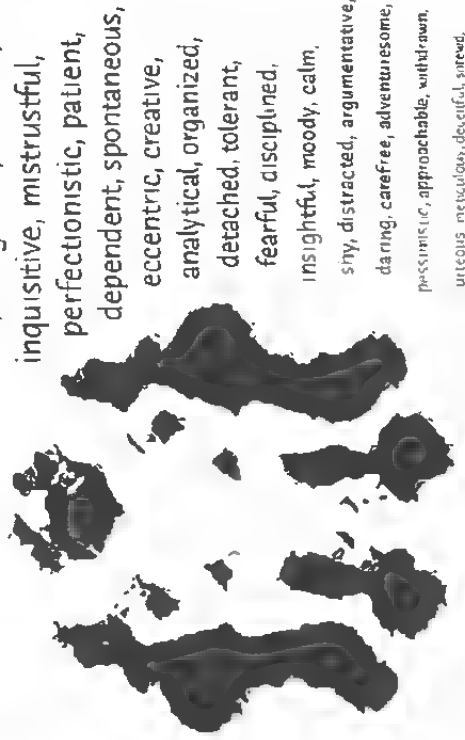 inquisitive, mistrustful,
perfectionistic, patient,
dependent, spontaneous,
eccentric, creative,
analytical, organized,
detached, tolerant,
fearful, disciplined,
insightful, moody, calm,
shy, distracted, argumentative,
daring, carefree, adventuresome,
pessimistic, approachable, withdrawn,
meticulous, deceitful,